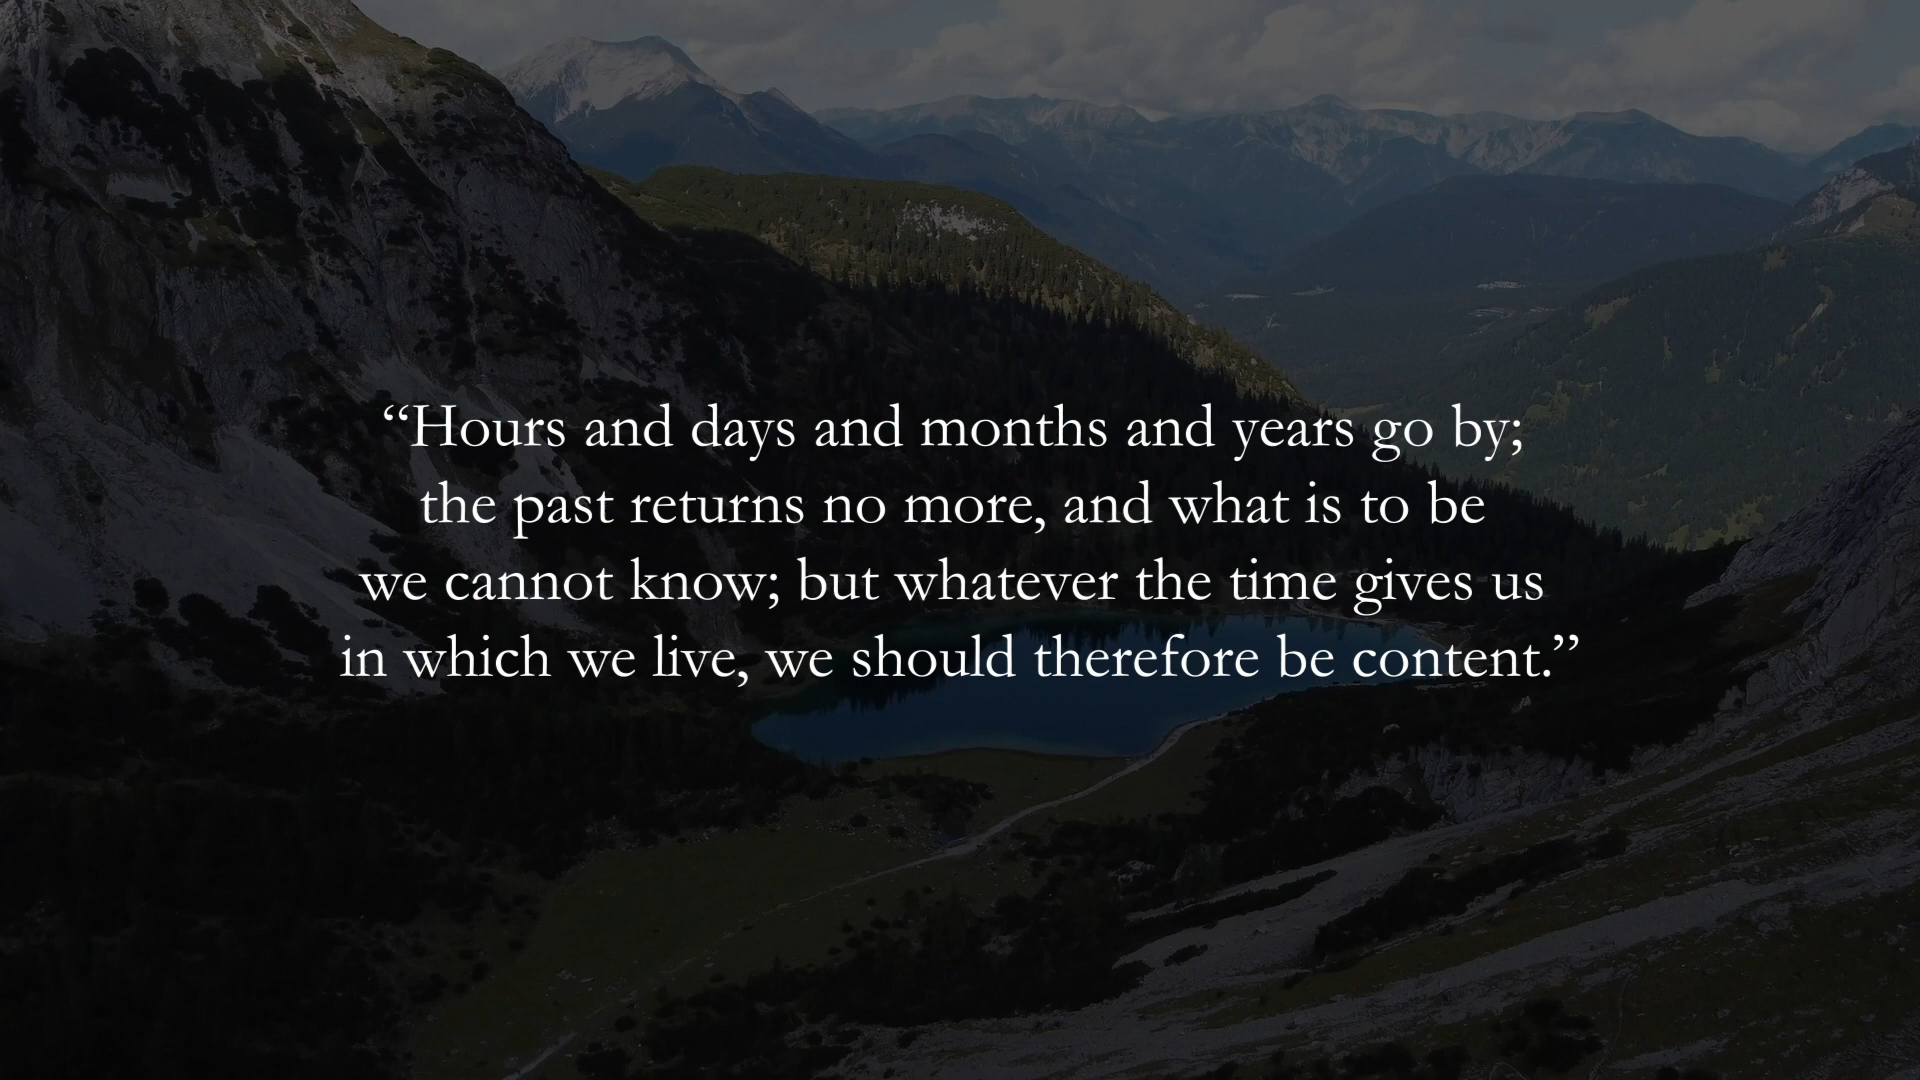 “Hours and days and months and years go by;
the past returns no more, and what is to be
we cannot know; but whatever the time gives us
in which we live, we should therefore be content.”